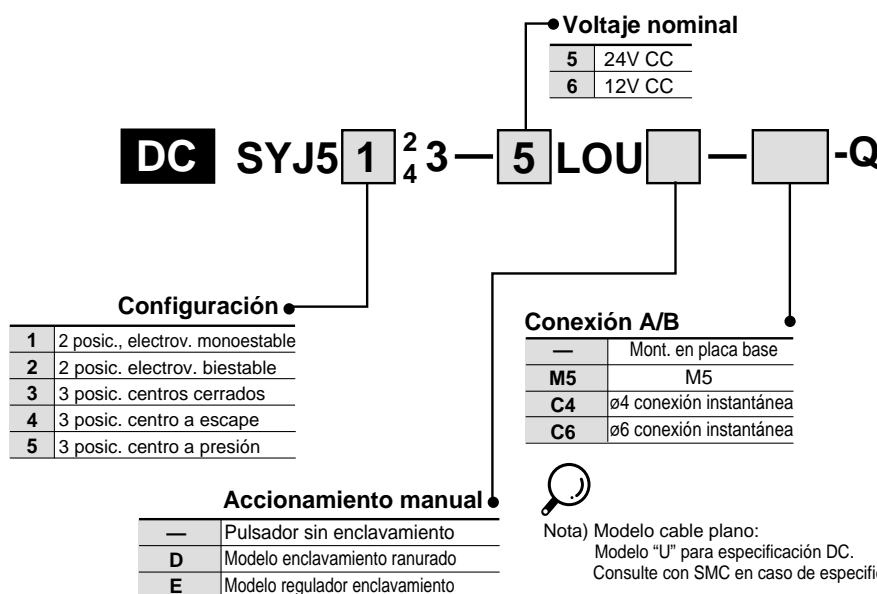 Voltaje nominal
5 24V CC
6 12V CC
DC SYJ5 1 2/4 3 — 5 LOU — -Q
Configuración
1 2 posic., electrov. monoestable
2 2 posic. electrov. biestable
3 3 posic. centros cerrados
4 3 posic. centro a escape
5 3 posic. centro a presión
Conexión A/B
— Mont. en placa base
M5 M5
C4 ø4 conexión instantánea
C6 ø6 conexión instantánea
Accionamiento manual
— Pulsador sin enclavamiento
D Modelo enclavamiento ranurado
E Modelo regulador enclavamiento
Nota) Modelo cable plano:
Modelo “U” para especificación DC.
Consulte con SMC en caso de